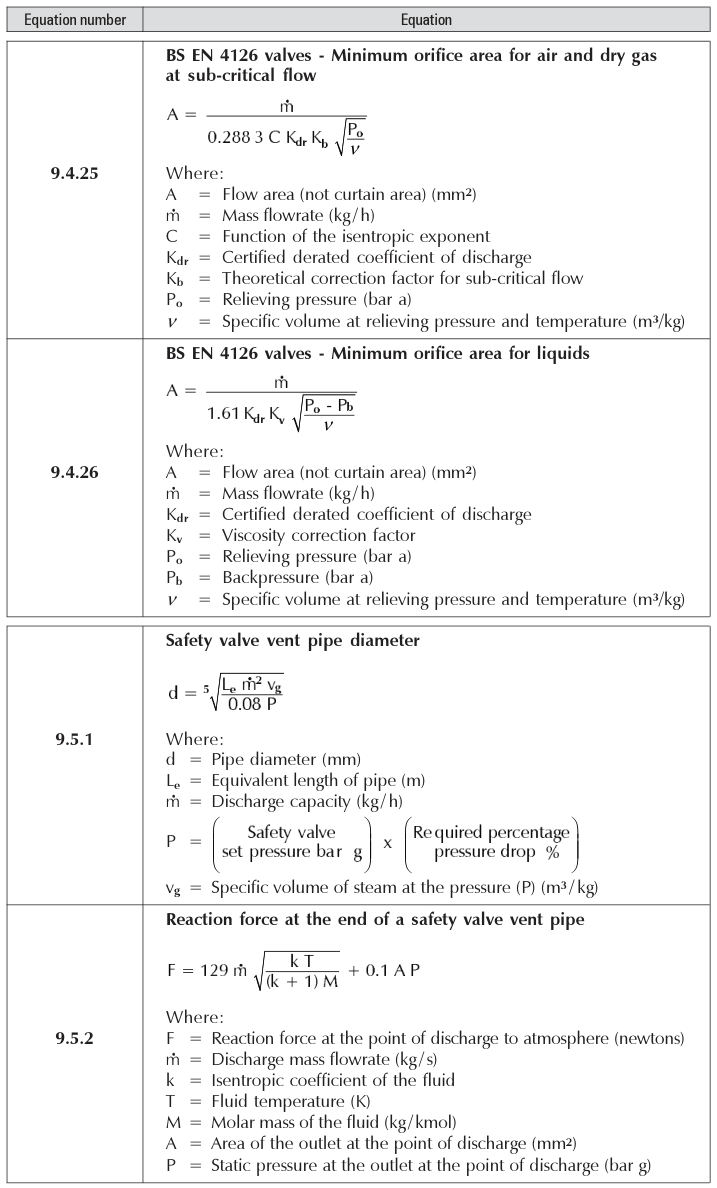 Equation number Equation
BS EN 4126 valves - Minimum orifice area for air and dry gas
at sub-critical flow
A = ṁ / (0.288 3 C Kdr Kb √(Po / ν))
9.4.25
Where:
A = Flow area (not curtain area) (mm²)
ṁ = Mass flowrate (kg/h)
C = Function of the isentropic exponent
Kdr = Certified derated coefficient of discharge
Kb = Theoretical correction factor for sub-critical flow
Po = Relieving pressure (bar a)
ν = Specific volume at relieving pressure and temperature (m³/kg)
BS EN 4126 valves - Minimum orifice area for liquids
A = ṁ / (1.61 Kdr Kv √((Po - Pb) / ν))
9.4.26
Where:
A = Flow area (not curtain area) (mm²)
ṁ = Mass flowrate (kg/h)
Kdr = Certified derated coefficient of discharge
Kv = Viscosity correction factor
Po = Relieving pressure (bar a)
Pb = Backpressure (bar a)
ν = Specific volume at relieving pressure and temperature (m³/kg)
Safety valve vent pipe diameter
d = ⁵√(Le ṁ² vg / 0.08 P)
9.5.1
Where:
d = Pipe diameter (mm)
Le = Equivalent length of pipe (m)
ṁ = Discharge capacity (kg/h)
P = (Safety valve set pressure bar g) x (Required percentage pressure drop %)
vg = Specific volume of steam at the pressure (P) (m³/kg)
Reaction force at the end of a safety valve vent pipe
F = 129 ṁ √(k T / (k + 1) M) + 0.1 A P
9.5.2
Where:
F = Reaction force at the point of discharge to atmosphere (newtons)
ṁ = Discharge mass flowrate (kg/s)
k = Isentropic coefficient of the fluid
T = Fluid temperature (K)
M = Molar mass of the fluid (kg/kmol)
A = Area of the outlet at the point of discharge (mm²)
P = Static pressure at the outlet at the point of discharge (bar g)